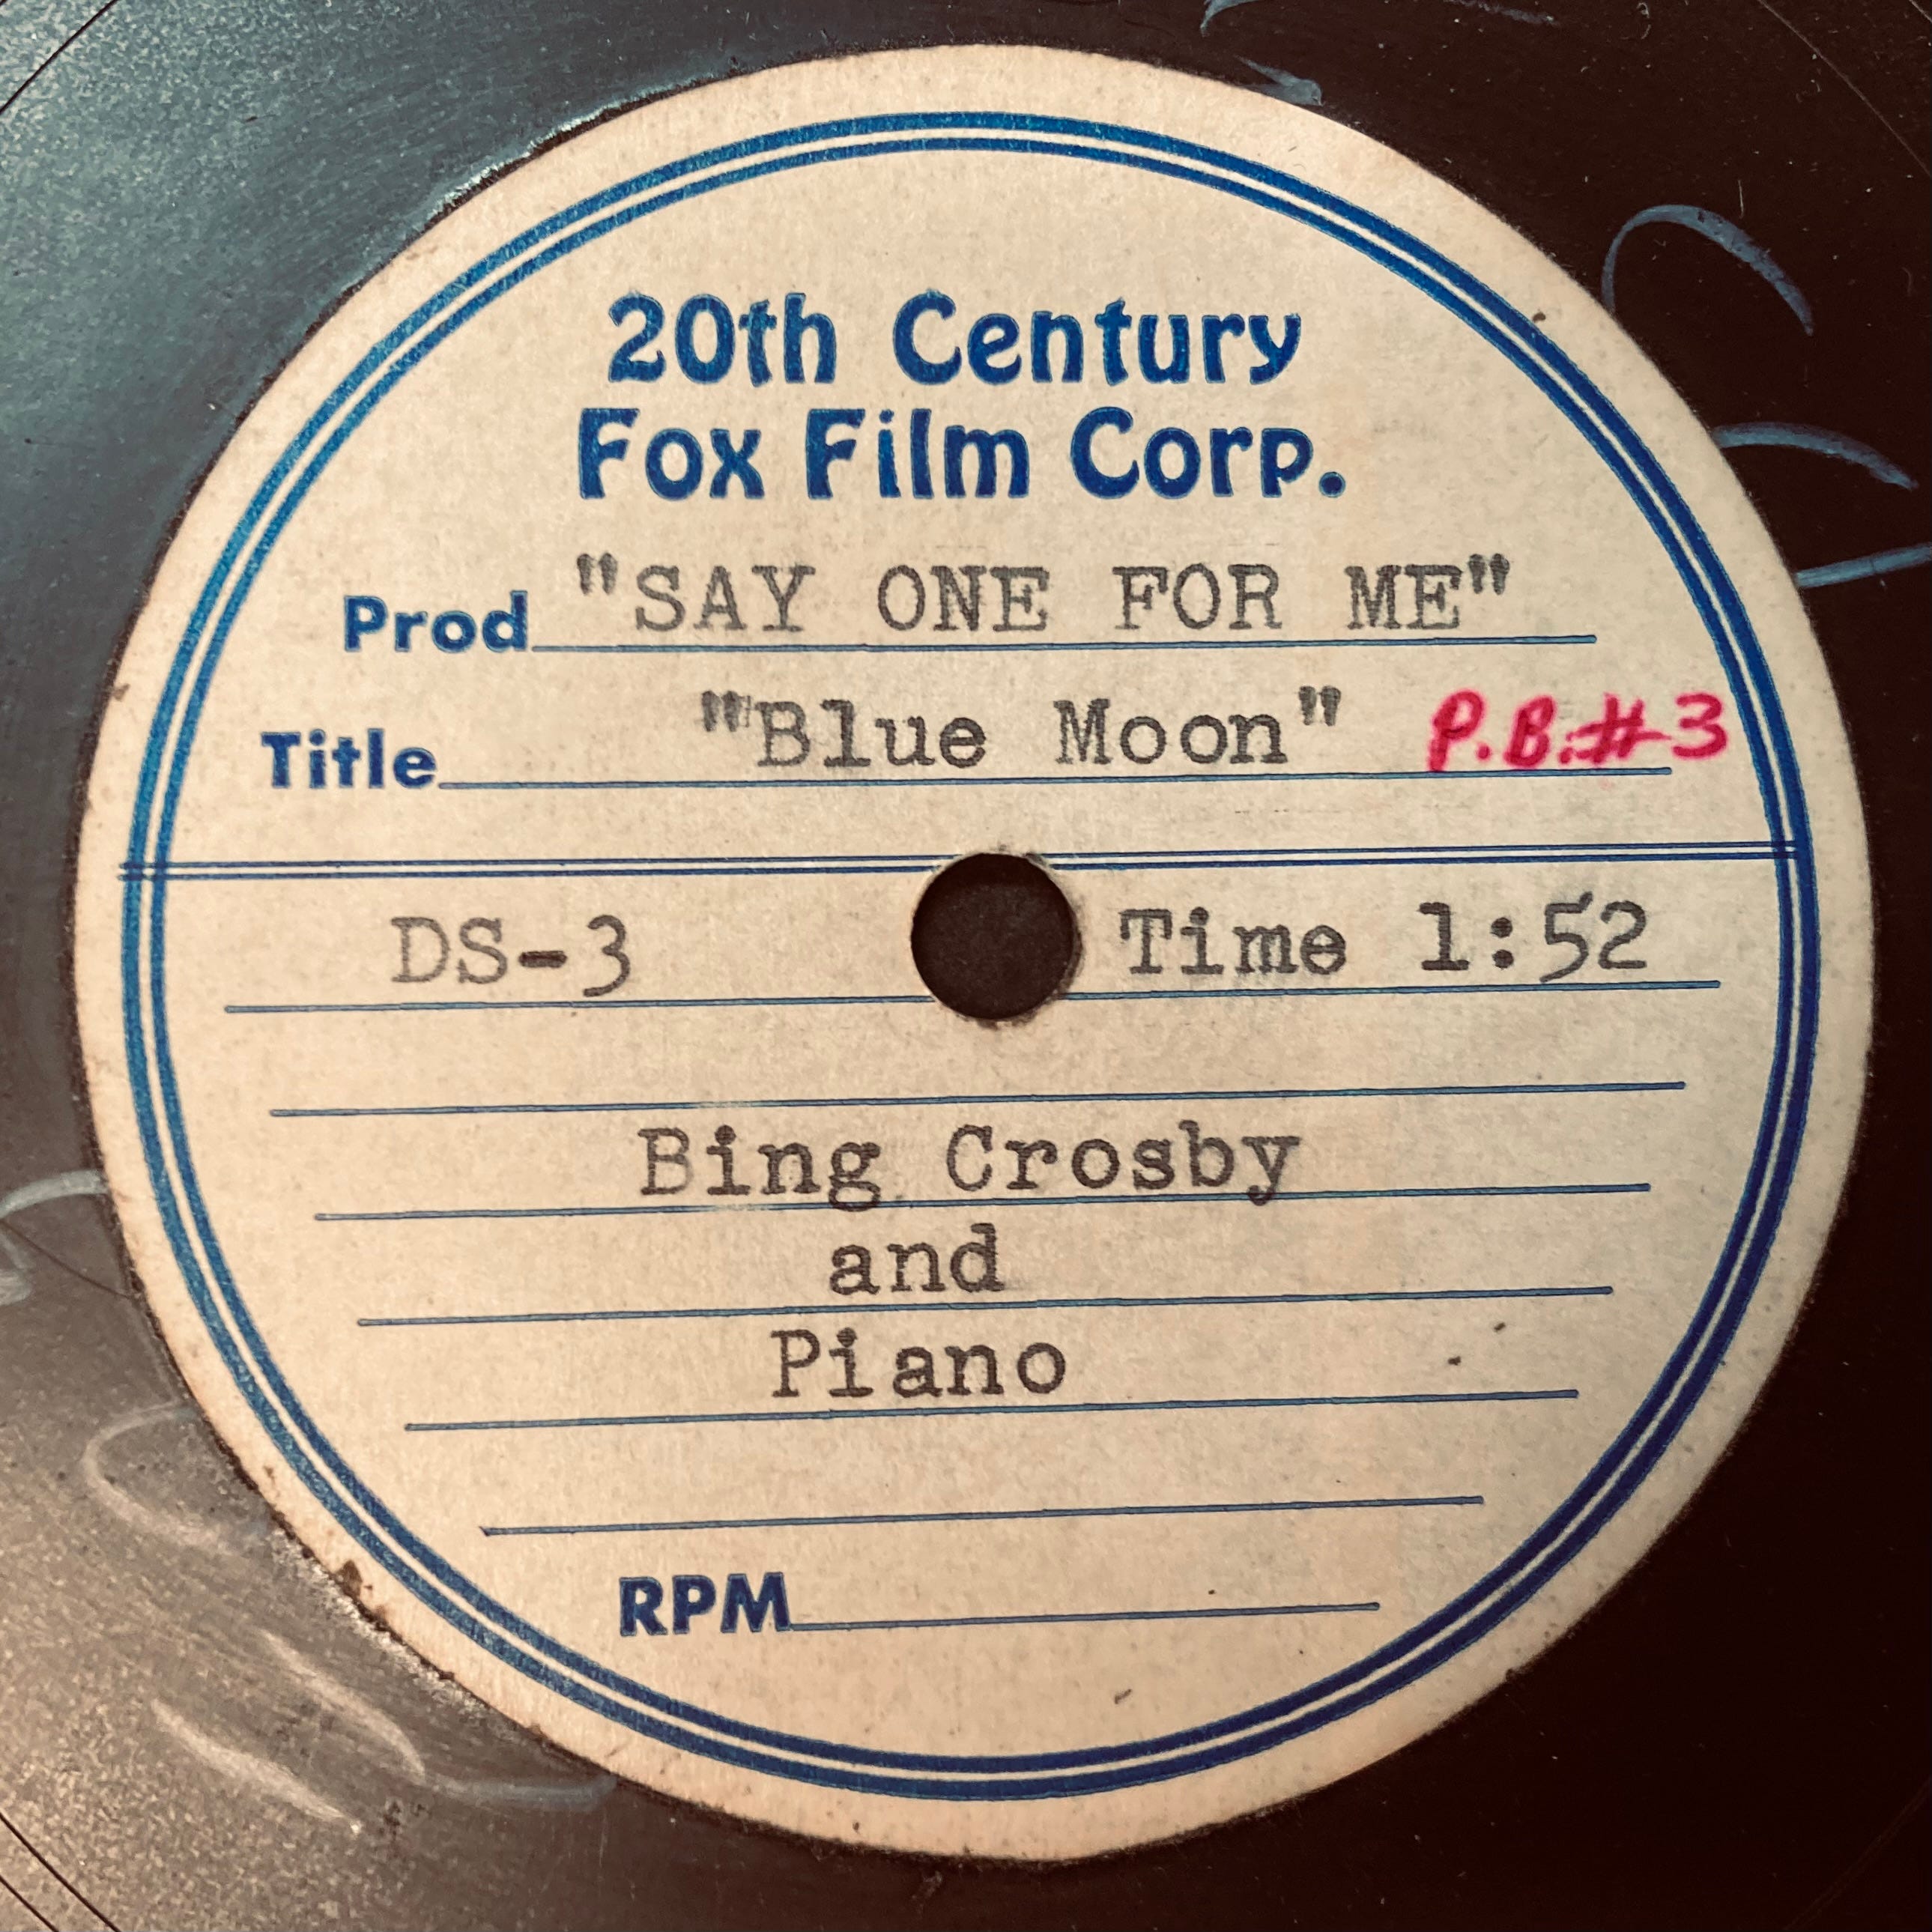 20th Century
Fox Film Corp.
Prod "SAY ONE FOR ME"
Title "Blue Moon" P.B.#3
DS-3 Time 1:52
Bing Crosby
and
Piano
RPM